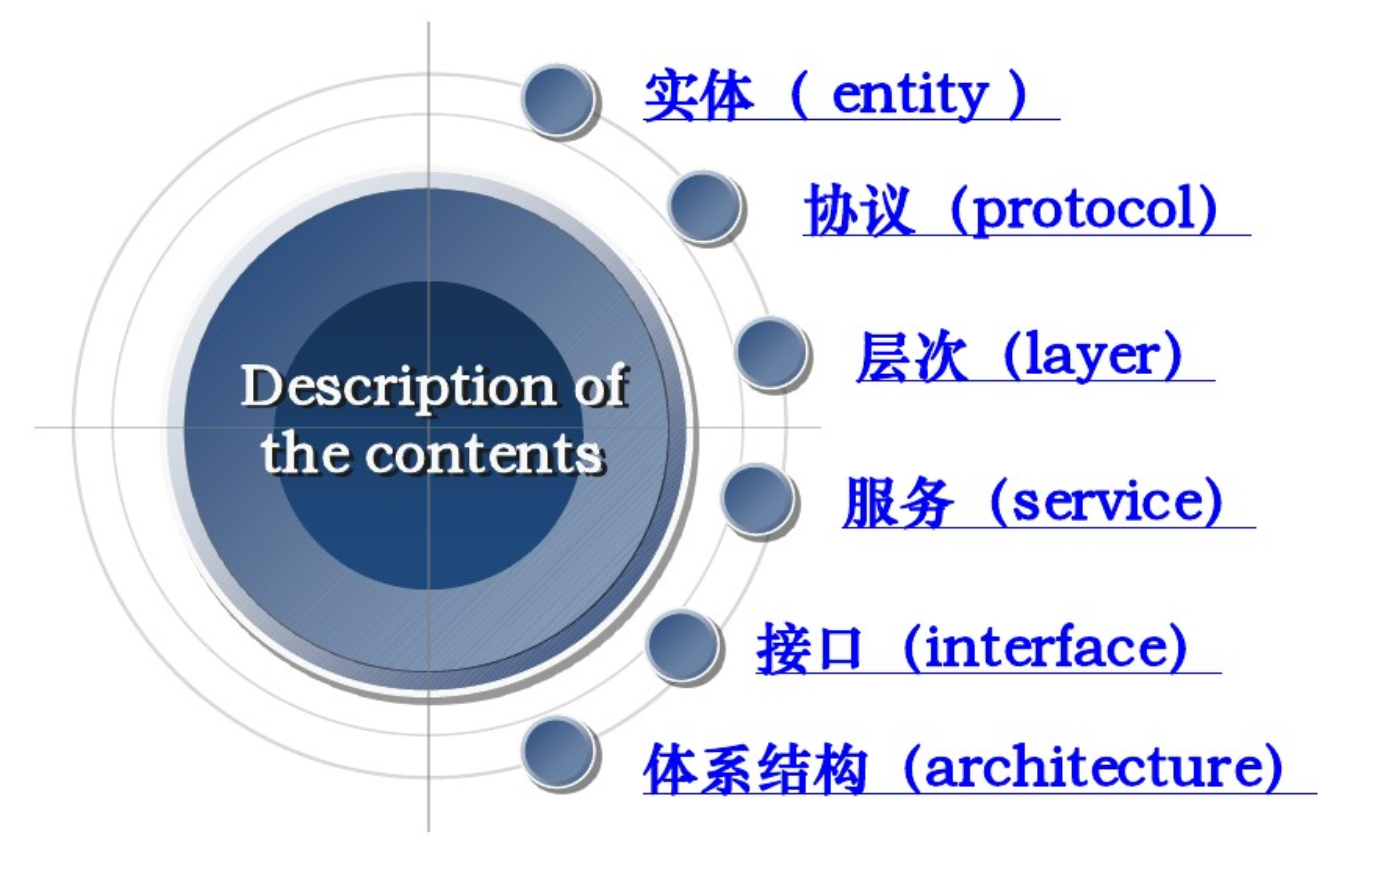 实体（ entity ）
协议（protocol）
层次（layer）
Description of
the contents
服务（service）
接口（interface）
体系结构（architecture）